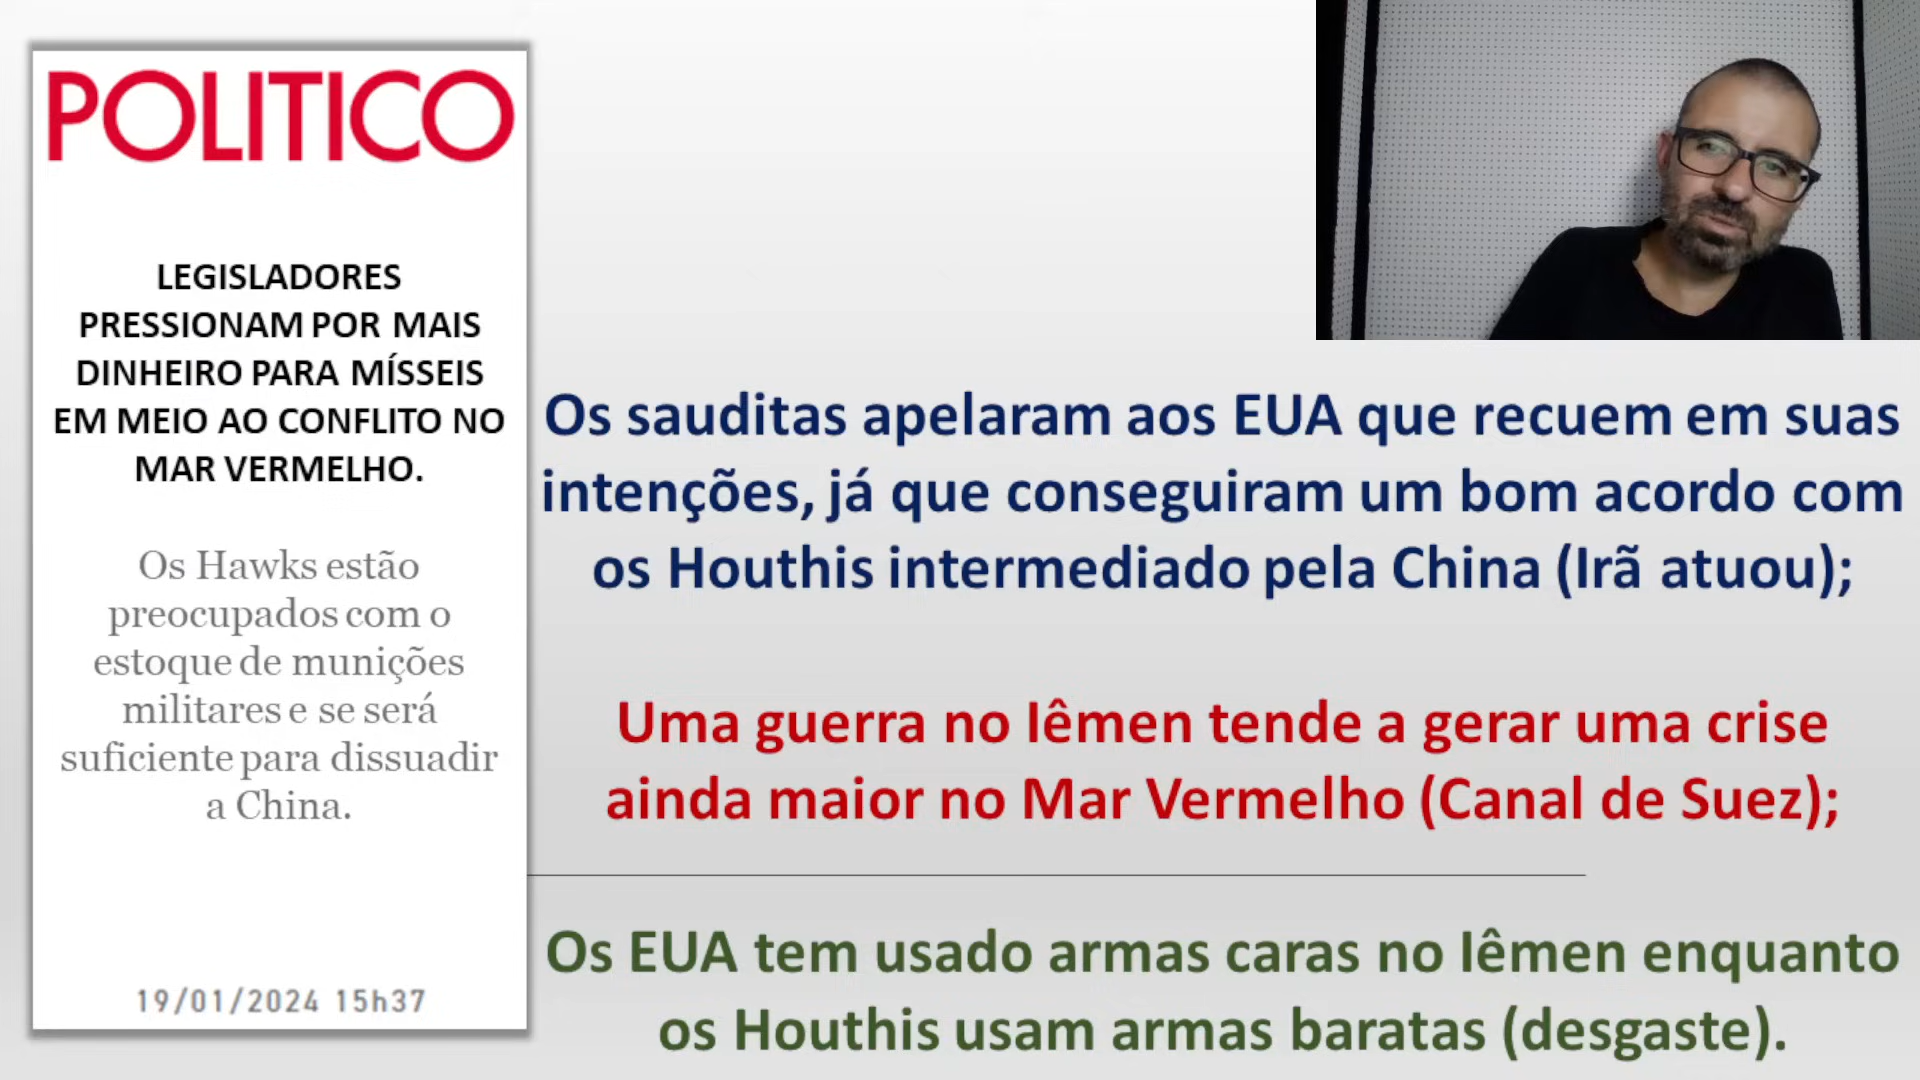 POLITICO
LEGISLADORES
PRESSIONAM POR MAIS
DINHEIRO PARA MÍSSEIS
EM MEIO AO CONFLITO NO
MAR VERMELHO.
Os Hawks estão
preocupados com o
estoque de munições
militares e se será
suficiente para dissuadir
a China.
19/01/2024 15h37
Os sauditas apelaram aos EUA que recuem em suas
intenções, já que conseguiram um bom acordo com
os Houthis intermediado pela China (Irã atuou);
Uma guerra no Iêmen tende a gerar uma crise
ainda maior no Mar Vermelho (Canal de Suez);
Os EUA tem usado armas caras no Iêmen enquanto
os Houthis usam armas baratas (desgaste).